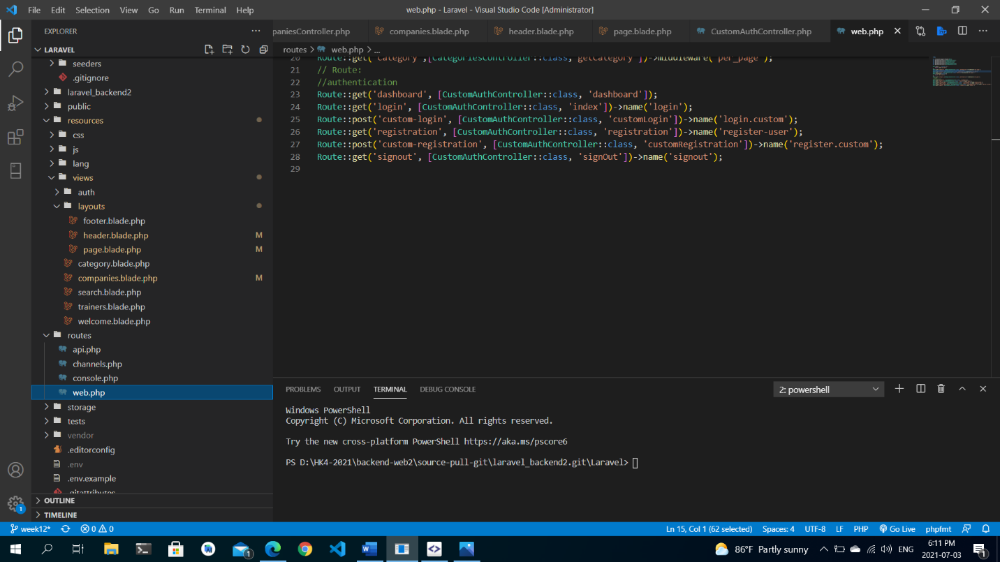 File Edit Selection View Go Run Terminal Help
web.php - Laravel - Visual Studio Code [Administrator]
EXPLORER
paniesController.php
companies.blade.php
header.blade.php
page.blade.php
CustomAuthController.php
web.php
LARAVEL
routes > web.php > ...
seeders
.gitignore
laravel_backend2
public
resources
css
js
lang
views
auth
layouts
footer.blade.php
header.blade.php M
page.blade.php M
category.blade.php
companies.blade.php M
search.blade.php
trainers.blade.php
welcome.blade.php
routes
api.php
channels.php
console.php
web.php
storage
tests
vendor
.editorconfig
.env
.env.example
.gitattributes
OUTLINE
TIMELINE
20 Route::get('category',[CategoriesController::class,'getCategory'])->middleware('per_page');
21 // Route:
22 //authentication
23 Route::get('dashboard', [CustomAuthController::class, 'dashboard']);
24 Route::get('login', [CustomAuthController::class, 'index'])->name('login');
25 Route::post('custom-login', [CustomAuthController::class, 'customLogin'])->name('login.custom');
26 Route::get('registration', [CustomAuthController::class, 'registration'])->name('register-user');
27 Route::post('custom-registration', [CustomAuthController::class, 'customRegistration'])->name('register.custom');
28 Route::get('signout', [CustomAuthController::class, 'signOut'])->name('signout');
29
PROBLEMS OUTPUT TERMINAL DEBUG CONSOLE
2: powershell
Windows PowerShell
Copyright (C) Microsoft Corporation. All rights reserved.
Try the new cross-platform PowerShell https://aka.ms/pscore6
PS D:\HK4-2021\backend-web2\source-pull-git\laravel_backend2.git\Laravel>
1
week12* 0 0
Ln 15, Col 1 (62 selected) Spaces: 4 UTF-8 LF PHP Go Live phpfmt
1
86°F Partly sunny
ENG
6:11 PM
2021-07-03
1